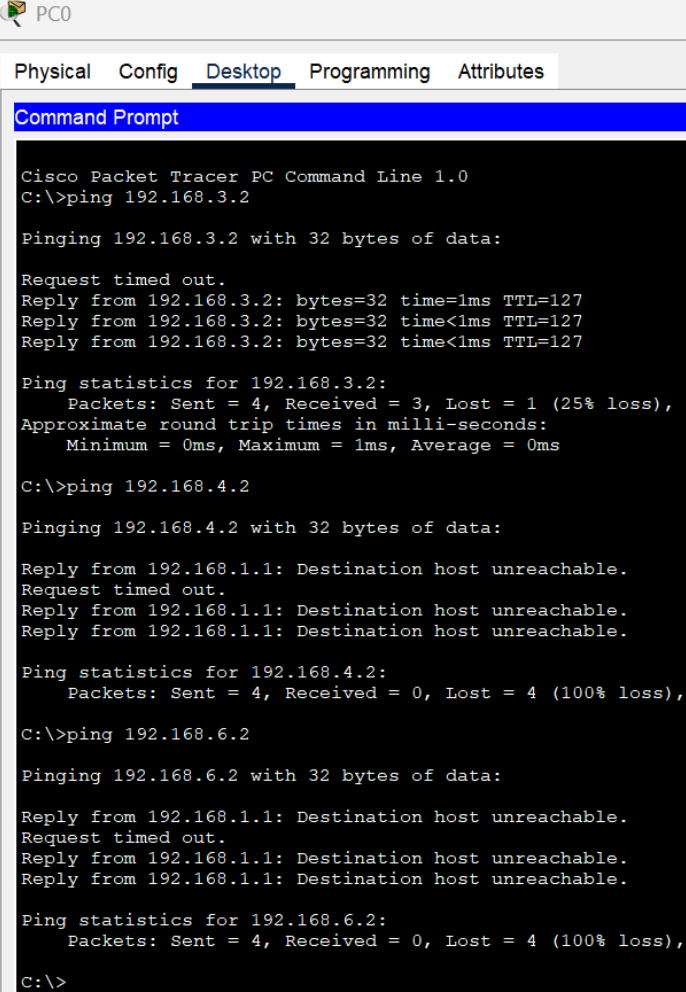 PC0
Physical Config Desktop Programming Attributes
Command Prompt
Cisco Packet Tracer PC Command Line 1.0
C:\>ping 192.168.3.2
Pinging 192.168.3.2 with 32 bytes of data:
Request timed out.
Reply from 192.168.3.2: bytes=32 time=1ms TTL=127
Reply from 192.168.3.2: bytes=32 time<1ms TTL=127
Reply from 192.168.3.2: bytes=32 time<1ms TTL=127
Ping statistics for 192.168.3.2:
    Packets: Sent = 4, Received = 3, Lost = 1 (25% loss),
Approximate round trip times in milli-seconds:
    Minimum = 0ms, Maximum = 1ms, Average = 0ms
C:\>ping 192.168.4.2
Pinging 192.168.4.2 with 32 bytes of data:
Reply from 192.168.1.1: Destination host unreachable.
Request timed out.
Reply from 192.168.1.1: Destination host unreachable.
Reply from 192.168.1.1: Destination host unreachable.
Ping statistics for 192.168.4.2:
    Packets: Sent = 4, Received = 0, Lost = 4 (100% loss),
C:\>ping 192.168.6.2
Pinging 192.168.6.2 with 32 bytes of data:
Reply from 192.168.1.1: Destination host unreachable.
Request timed out.
Reply from 192.168.1.1: Destination host unreachable.
Reply from 192.168.1.1: Destination host unreachable.
Ping statistics for 192.168.6.2:
    Packets: Sent = 4, Received = 0, Lost = 4 (100% loss),
C:\>